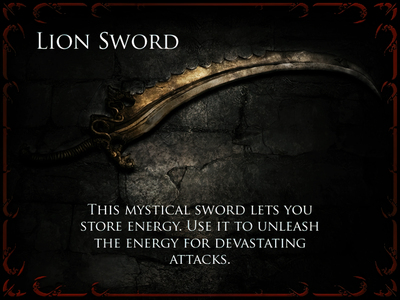 Lion Sword
This mystical sword lets you
store energy. Use it to unleash
the energy for devastating
attacks.